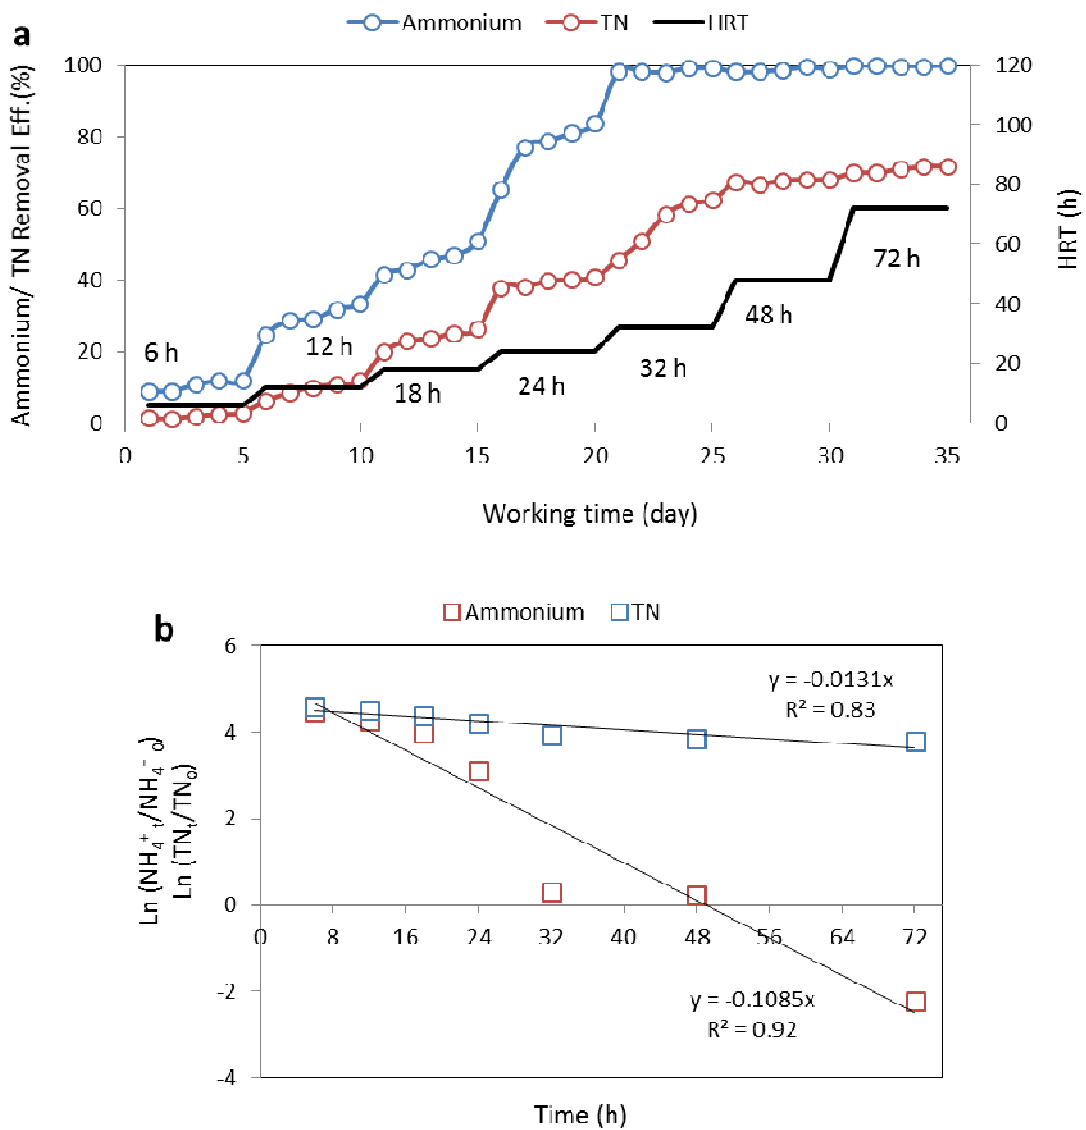 a
Ammonium TN HRT
Ammonium/ TN Removal Eff.(%)
100
80
60
40
20
0
120
100
80
60
40
20
0
HRT (h)
6 h
12 h
18 h
24 h
32 h
48 h
72 h
0 5 10 15 20 25 30 35
Working time (day)
b
Ammonium TN
Ln (NH₄⁺ ₜ/NH₄⁻ ₒ)
Ln (TNₜ/TNₒ)
6
4
2
0
-2
-4
y = -0.0131x
R² = 0.83
0 8 16 24 32 40 48 56 64 72
y = -0.1085x
R² = 0.92
Time (h)